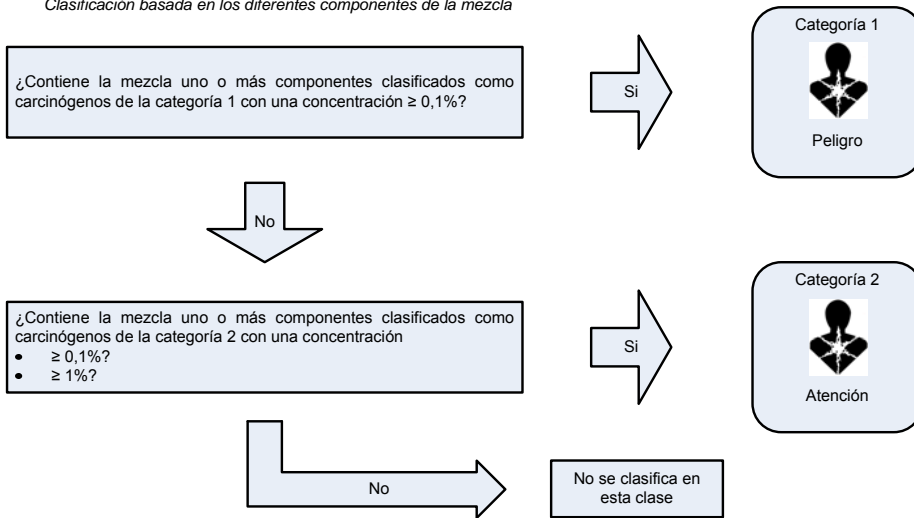 Clasificación basada en los diferentes componentes de la mezcla
¿Contiene la mezcla uno o más componentes clasificados como
carcinógenos de la categoría 1 con una concentración ≥ 0,1%?
Si
Categoría 1
Peligro
No
¿Contiene la mezcla uno o más componentes clasificados como
carcinógenos de la categoría 2 con una concentración
• ≥ 0,1%?
• ≥ 1%?
Si
Categoría 2
Atención
No
No se clasifica en
esta clase